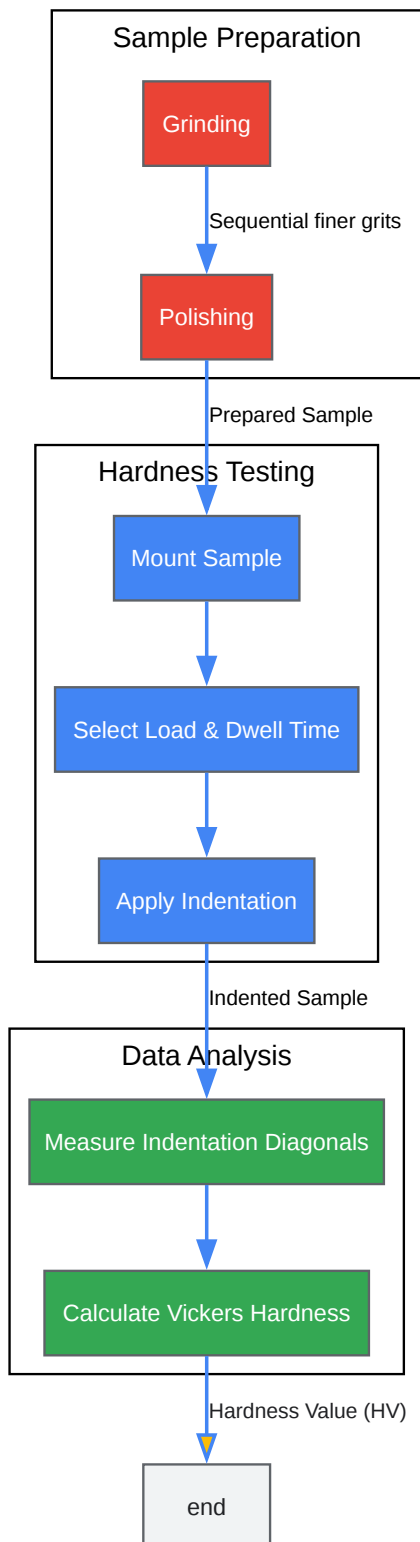 Sample Preparation
Grinding
Sequential finer grits
Polishing
Prepared Sample
Hardness Testing
Mount Sample
Select Load & Dwell Time
Apply Indentation
Indented Sample
Data Analysis
Measure Indentation Diagonals
Calculate Vickers Hardness
Hardness Value (HV)
end